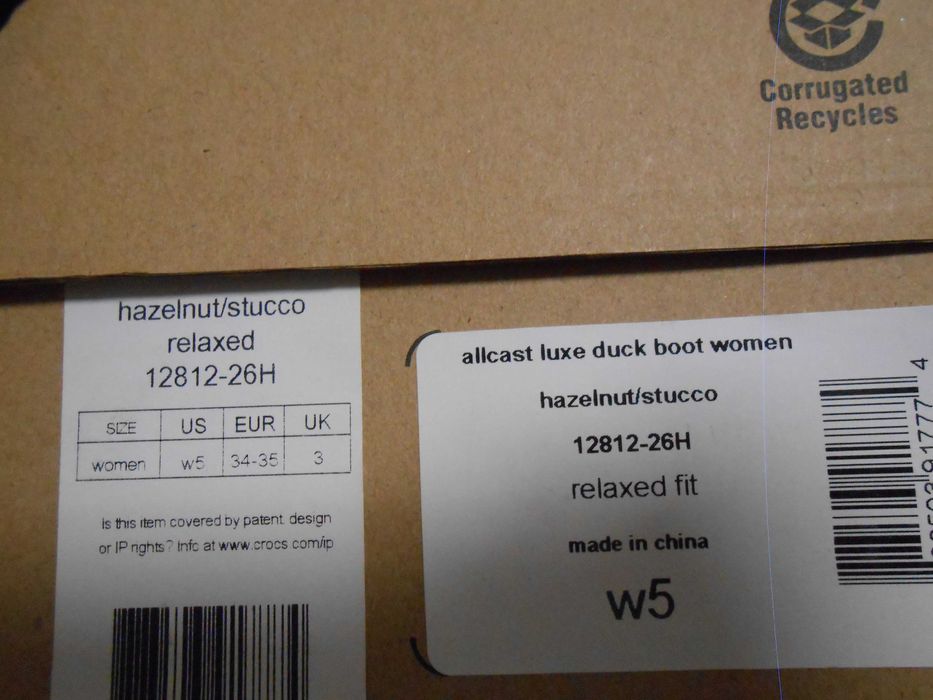 Corrugated
Recycles
hazelnut/stucco
relaxed
12812-26H
SIZE US EUR UK
women w5 34-35 3
Is this item covered by patent, design
or IP rights? Info at www.crocs.com/ip
allcast luxe duck boot women
hazelnut/stucco
12812-26H
relaxed fit
made in china
w5